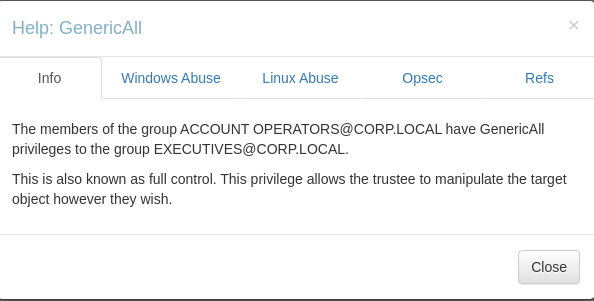 Help: GenericAll
×
Info Windows Abuse Linux Abuse Opsec Refs
The members of the group ACCOUNT OPERATORS@CORP.LOCAL have GenericAll
privileges to the group EXECUTIVES@CORP.LOCAL.
This is also known as full control. This privilege allows the trustee to manipulate the target
object however they wish.
Close